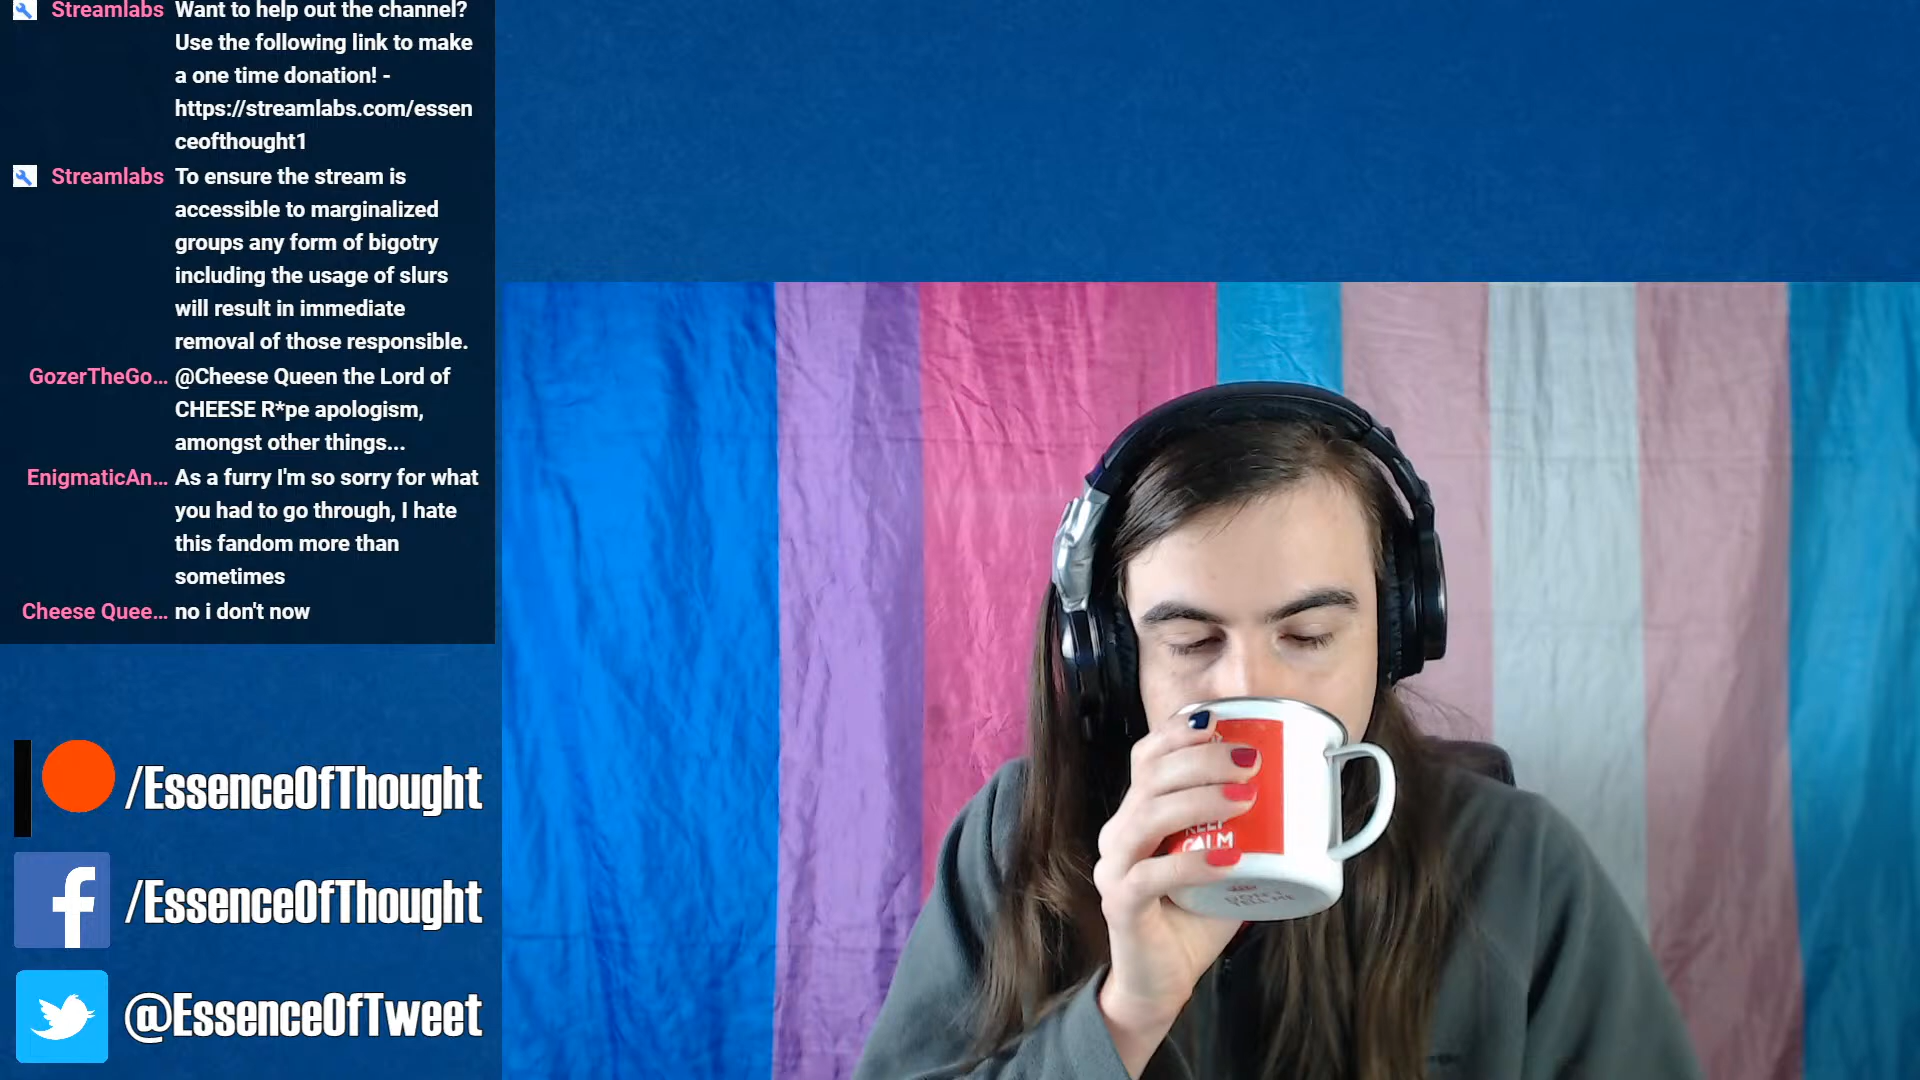 Streamlabs Want to help out the channel?
Use the following link to make
a one time donation! -
https://streamlabs.com/essen
ceofthought1
Streamlabs To ensure the stream is
accessible to marginalized
groups any form of bigotry
including the usage of slurs
will result in immediate
removal of those responsible.
GozerTheGo... @Cheese Queen the Lord of
CHEESE R*pe apologism,
amongst other things...
EnigmaticAn... As a furry I'm so sorry for what
you had to go through, I hate
this fandom more than
sometimes
Cheese Quee... no i don't now
/EssenceOfThought
/EssenceOfThought
@EssenceOfTweet
KEEP
CALM
TELL ME